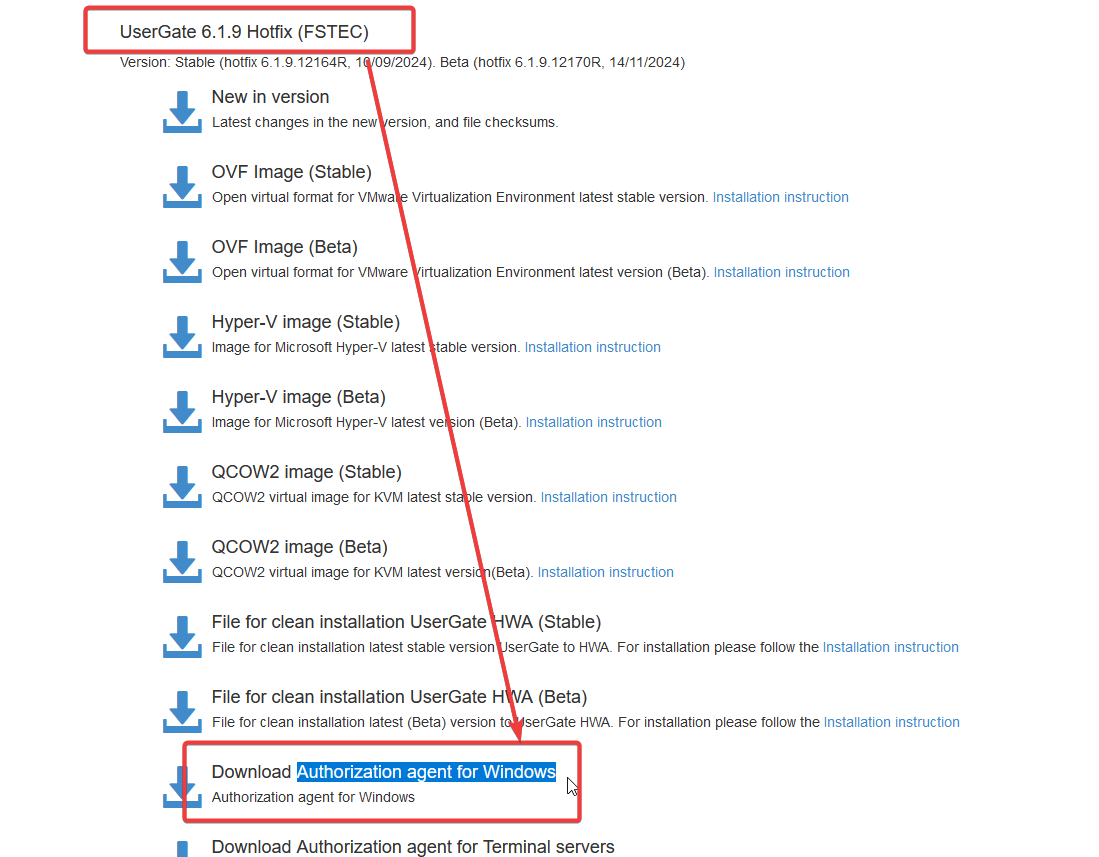 UserGate 6.1.9 Hotfix (FSTEC)
Version: Stable (hotfix 6.1.9.12164R, 10/09/2024). Beta (hotfix 6.1.9.12170R, 14/11/2024)
New in version
Latest changes in the new version, and file checksums.
OVF Image (Stable)
Open virtual format for VMware Virtualization Environment latest stable version. Installation instruction
OVF Image (Beta)
Open virtual format for VMware Virtualization Environment latest version (Beta). Installation instruction
Hyper-V image (Stable)
Image for Microsoft Hyper-V latest stable version. Installation instruction
Hyper-V image (Beta)
Image for Microsoft Hyper-V latest version (Beta). Installation instruction
QCOW2 image (Stable)
QCOW2 virtual image for KVM latest stable version. Installation instruction
QCOW2 image (Beta)
QCOW2 virtual image for KVM latest version(Beta). Installation instruction
File for clean installation UserGate HWA (Stable)
File for clean installation latest stable version UserGate to HWA. For installation please follow the Installation instruction
File for clean installation UserGate HWA (Beta)
File for clean installation latest (Beta) version to UserGate HWA. For installation please follow the Installation instruction
Download Authorization agent for Windows
Authorization agent for Windows
Download Authorization agent for Terminal servers